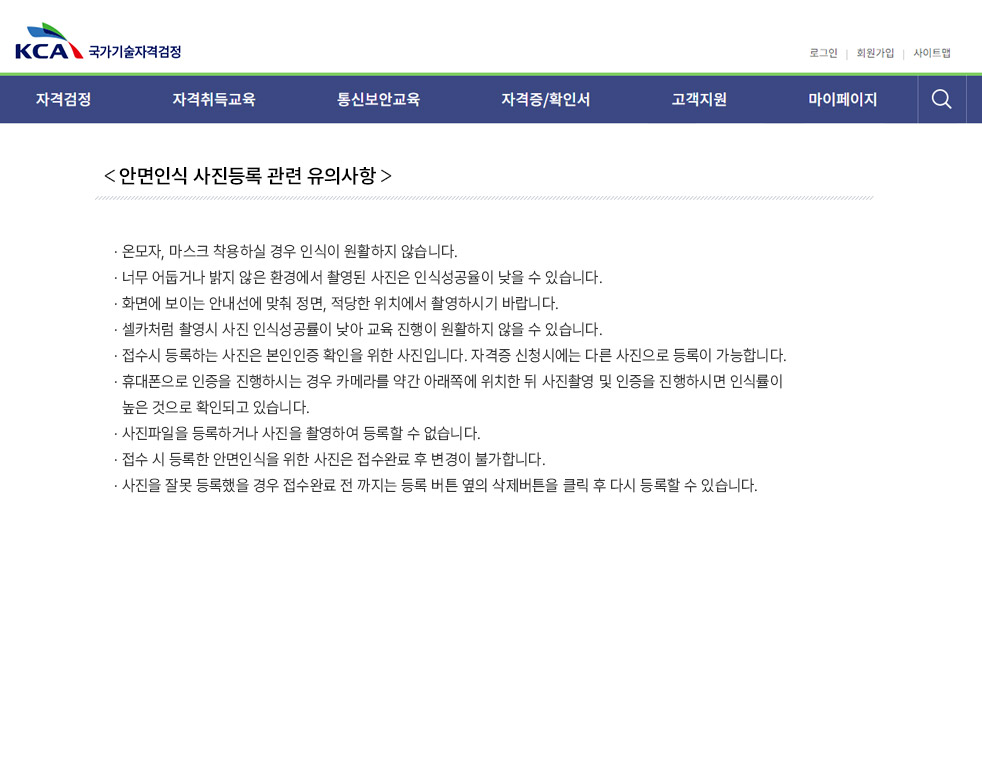 KCA 국가기술자격검정
로그인 | 회원가입 | 사이트맵
자격검정 자격취득교육 통신보안교육 자격증/확인서 고객지원 마이페이지
< 안면인식 사진등록 관련 유의사항 >
· 온모자, 마스크 착용하실 경우 인식이 원활하지 않습니다.
· 너무 어둡거나 밝지 않은 환경에서 촬영된 사진은 인식성공율이 낮을 수 있습니다.
· 화면에 보이는 안내선에 맞춰 정면, 적당한 위치에서 촬영하시기 바랍니다.
· 셀카처럼 촬영시 사진 인식성공률이 낮아 교육 진행이 원활하지 않을 수 있습니다.
· 접수시 등록하는 사진은 본인인증 확인을 위한 사진입니다. 자격증 신청시에는 다른 사진으로 등록이 가능합니다.
· 휴대폰으로 인증을 진행하시는 경우 카메라를 약간 아래쪽에 위치한 뒤 사진촬영 및 인증을 진행하시면 인식률이
높은 것으로 확인되고 있습니다.
· 사진파일을 등록하거나 사진을 촬영하여 등록할 수 없습니다.
· 접수 시 등록한 안면인식을 위한 사진은 접수완료 후 변경이 불가합니다.
· 사진을 잘못 등록했을 경우 접수완료 전 까지는 등록 버튼 옆의 삭제버튼을 클릭 후 다시 등록할 수 있습니다.